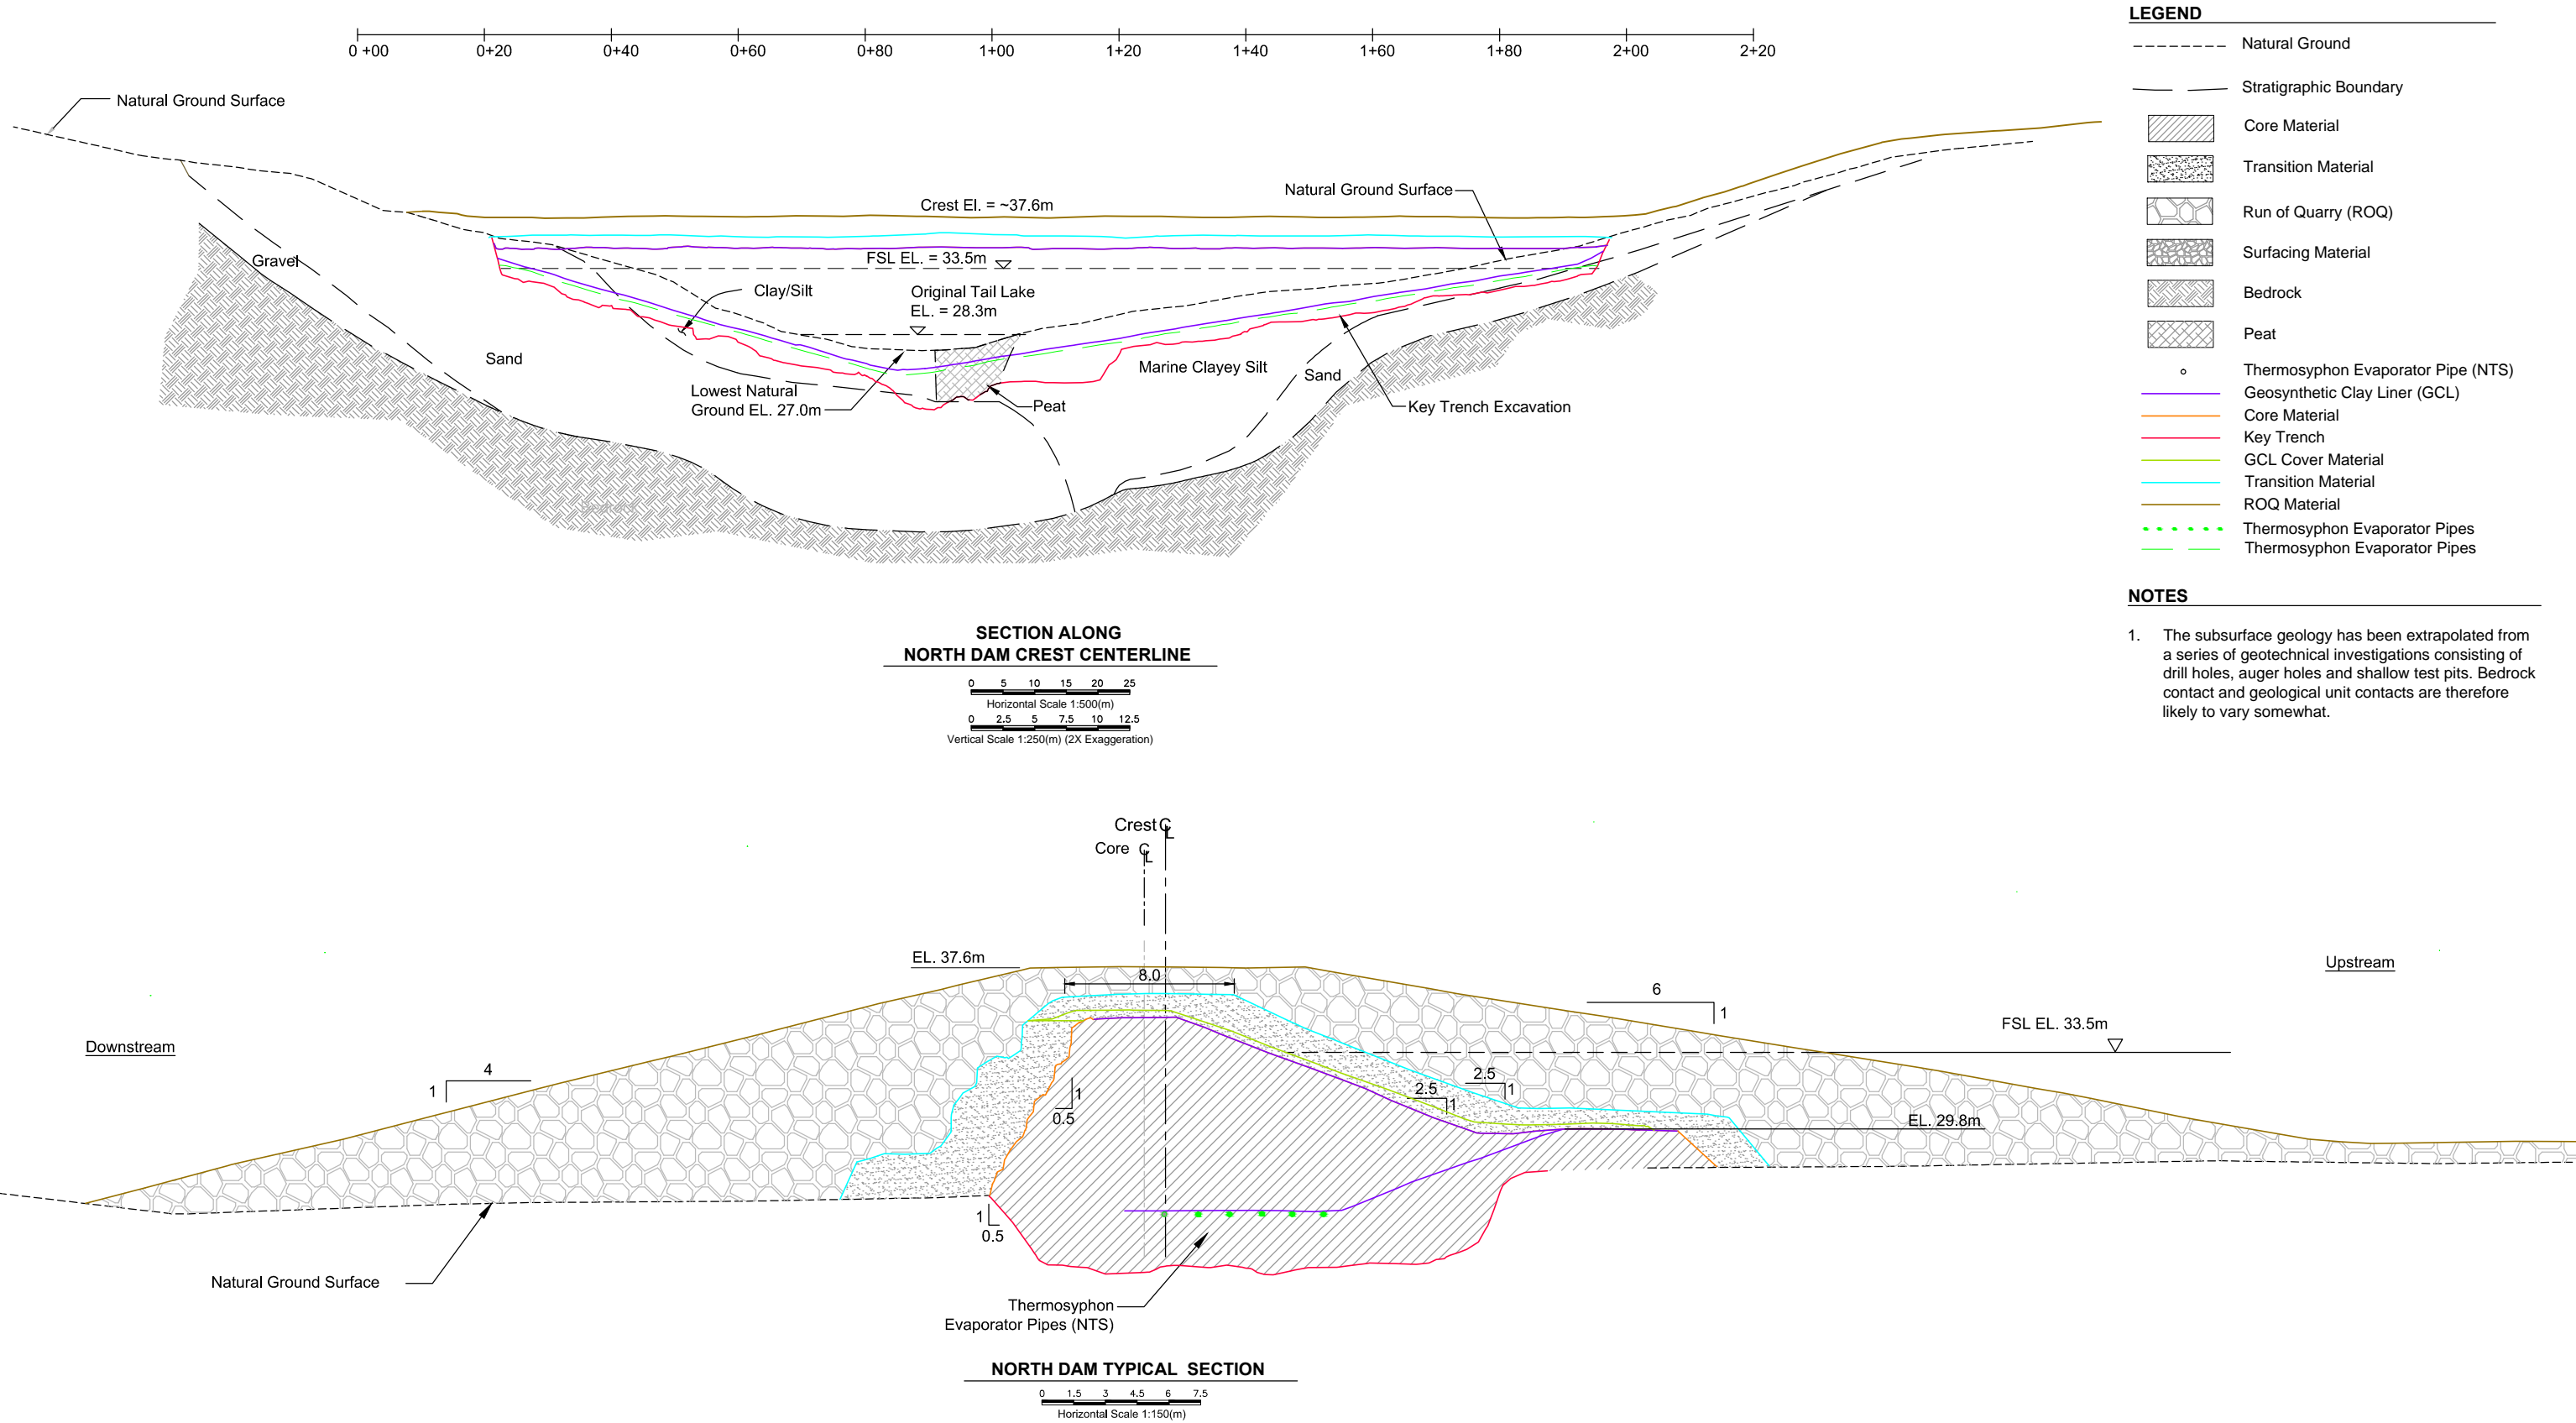 0 +00 0+20 0+40 0+60 0+80 1+00 1+20 1+40 1+60 1+80 2+00 2+20
Natural Ground Surface
Natural Ground Surface
Crest El. = ~37.6m
FSL EL. = 33.5m
Gravel
Clay/Silt
Original Tail Lake
EL. = 28.3m
Sand
Marine Clayey Silt
Sand
Lowest Natural
Ground EL. 27.0m
Peat
Key Trench Excavation
Bedrock
SECTION ALONG
NORTH DAM CREST CENTERLINE
0 5 10 15 20 25
Horizontal Scale 1:500(m)
0 2.5 5 7.5 10 12.5
Vertical Scale 1:250(m) (2X Exaggeration)
LEGEND
Natural Ground
Stratigraphic Boundary
Core Material
Transition Material
Run of Quarry (ROQ)
Surfacing Material
Bedrock
Peat
Thermosyphon Evaporator Pipe (NTS)
Geosynthetic Clay Liner (GCL)
Core Material
Key Trench
GCL Cover Material
Transition Material
ROQ Material
Thermosyphon Evaporator Pipes
Thermosyphon Evaporator Pipes
NOTES
1. The subsurface geology has been extrapolated from
a series of geotechnical investigations consisting of
drill holes, auger holes and shallow test pits. Bedrock
contact and geological unit contacts are therefore
likely to vary somewhat.
Crest CL
Core CL
EL. 37.6m
8.0
Upstream
6
1
FSL EL. 33.5m
Downstream
4
1
2.5
1
2.5
1
1
0.5
EL. 29.8m
1
0.5
Natural Ground Surface
Thermosyphon
Evaporator Pipes (NTS)
NORTH DAM TYPICAL SECTION
0 1.5 3 4.5 6 7.5
Horizontal Scale 1:150(m)